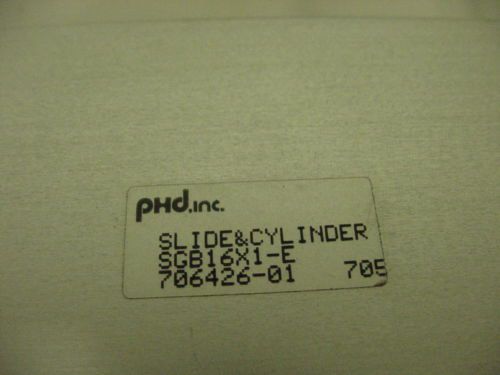 PHd.inc.
SLIDE&CYLINDER
SGB16X1-E
706426-01 705